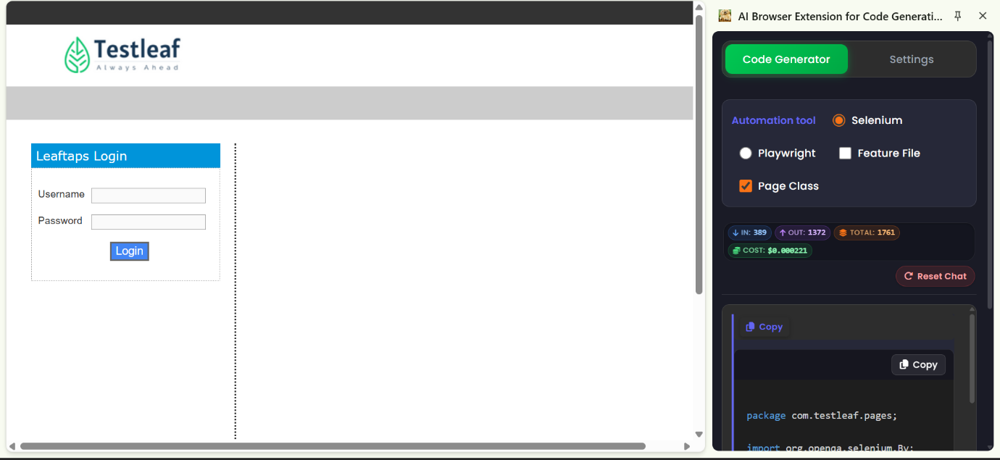 Testleaf
Always Ahead
Leaftaps Login
Username
Password
Login
AI Browser Extension for Code Generati...
Code Generator Settings
Automation tool Selenium
Playwright Feature File
Page Class
IN: 389 OUT: 1372 TOTAL: 1761
COST: $0.000221
Reset Chat
Copy
Copy
package com.testleaf.pages;
import org.openqa.selenium.By;